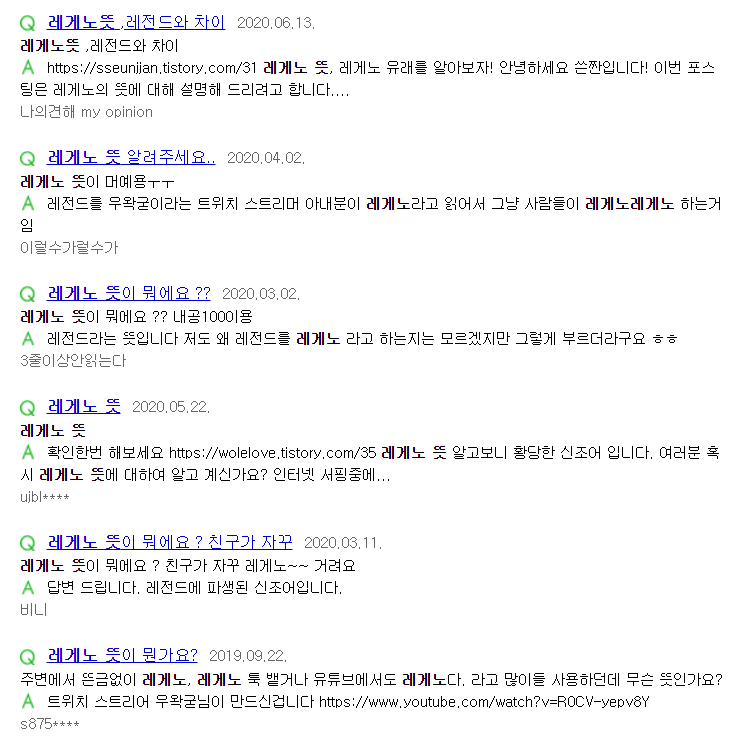 Q 레게노뜻 ,레전드와 차이 2020.06.13.
레게노뜻 ,레전드와 차이
A https://sseunjjan.tistory.com/31 레게노 뜻, 레게노 유래를 알아보자! 안녕하세요 쓴짠입니다! 이번 포스
팅은 레게노의 뜻에 대해 설명해 드리려고 합니다....
나의견해 my opinion
Q 레게노 뜻 알려주세요.. 2020.04.02.
레게노 뜻이 머예용ㅜㅜ
A 레전드를 우왁굳이라는 트위치 스트리머 아내분이 레게노라고 읽어서 그냥 사람들이 레게노레게노 하는거
임
이럴수가럴수가
Q 레게노 뜻이 뭐에요 ?? 2020.03.02.
레게노 뜻이 뭐에요 ?? 내공100이용
A 레전드라는 뜻입니다 저도 왜 레전드를 레게노 라고 하는지는 모르겠지만 그렇게 부르더라구요 ㅎㅎ
3줄이상안읽는다
Q 레게노 뜻 2020.05.22.
레게노 뜻
A 확인한번 해보세요 https://wolelove.tistory.com/35 레게노 뜻 알고보니 황당한 신조어 입니다. 여러분 혹
시 레게노 뜻에 대하여 알고 계신가요? 인터넷 서핑중에...
ujbl****
Q 레게노 뜻이 뭐에요 ? 친구가 자꾸 2020.03.11.
레게노 뜻이 뭐에요 ? 친구가 자꾸 레게노~~ 거려요
A 답변 드립니다. 레전드에 파생된 신조어입니다.
비니
Q 레게노 뜻이 뭔가요? 2019.09.22.
주변에서 뜬금없이 레게노, 레게노 툭 뱉거나 유튜브에서도 레게노다. 라고 많이들 사용하던데 무슨 뜻인가요?
A 트위치 스트리어 우왁굳님이 만드신겁니다 https://www.youtube.com/watch?v=R0CV-yepv8Y
s875****